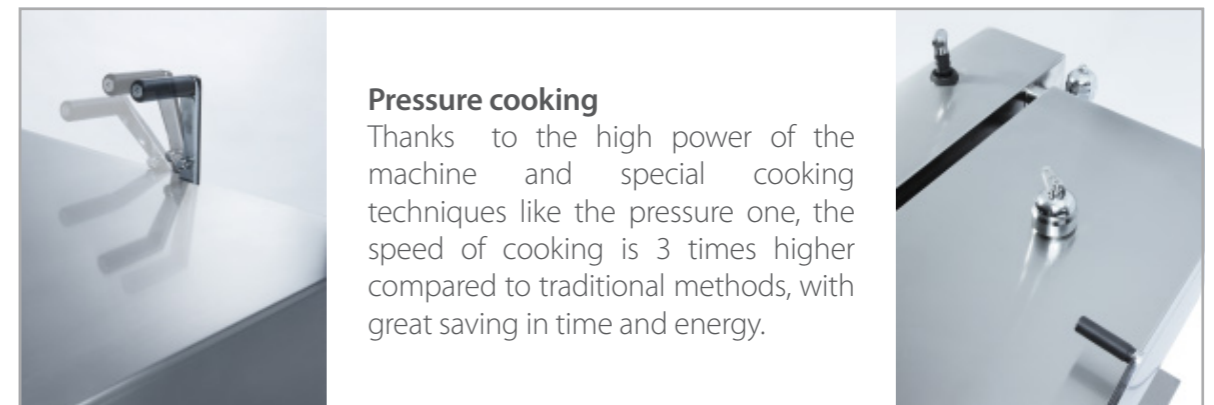 Pressure cooking
Thanks to the high power of the
machine and special cooking
techniques like the pressure one, the
speed of cooking is 3 times higher
compared to traditional methods, with
great saving in time and energy.